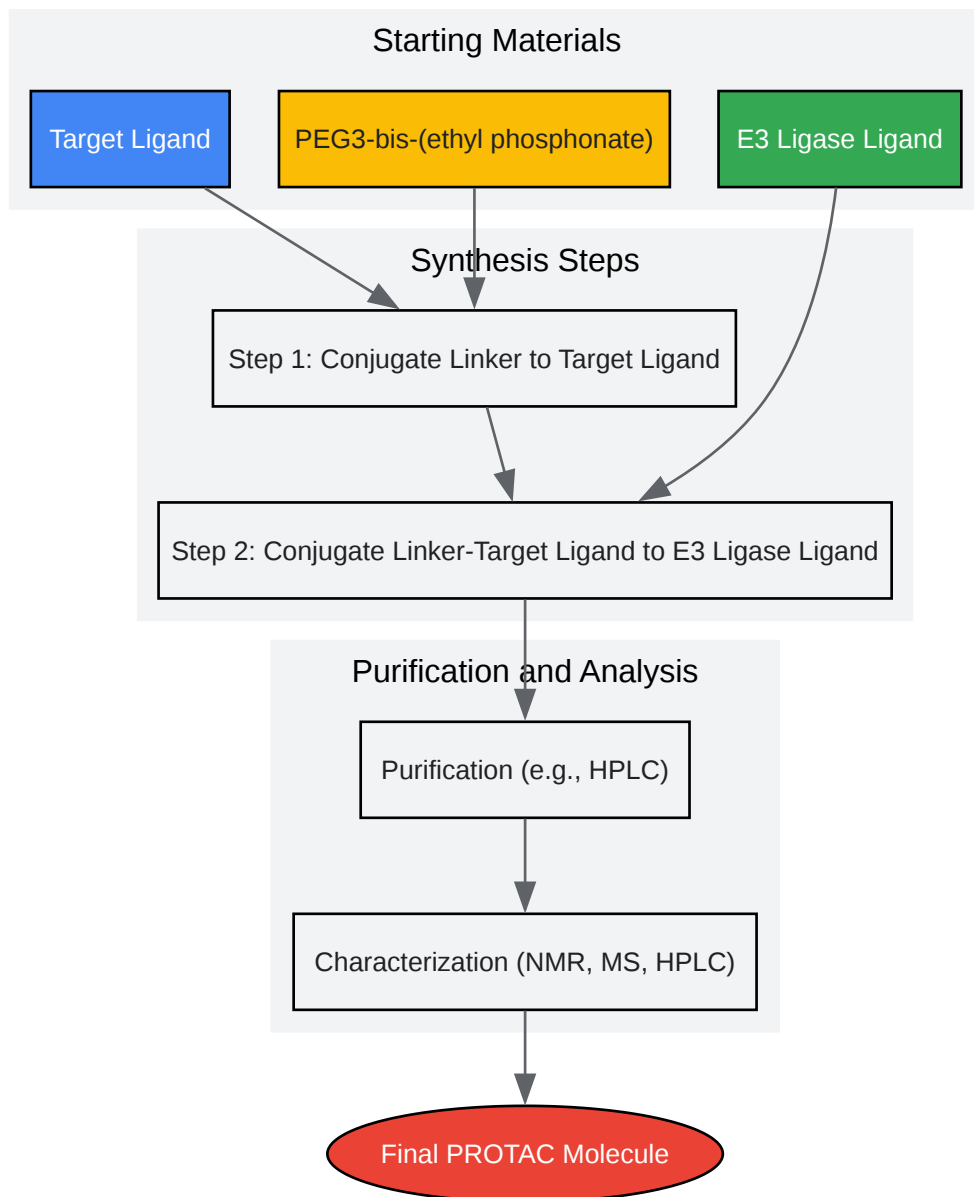 Starting Materials
Target Ligand
PEG3-bis-(ethyl phosphonate)
E3 Ligase Ligand
Synthesis Steps
Step 1: Conjugate Linker to Target Ligand
Step 2: Conjugate Linker-Target Ligand to E3 Ligase Ligand
Purification and Analysis
Purification (e.g., HPLC)
Characterization (NMR, MS, HPLC)
Final PROTAC Molecule